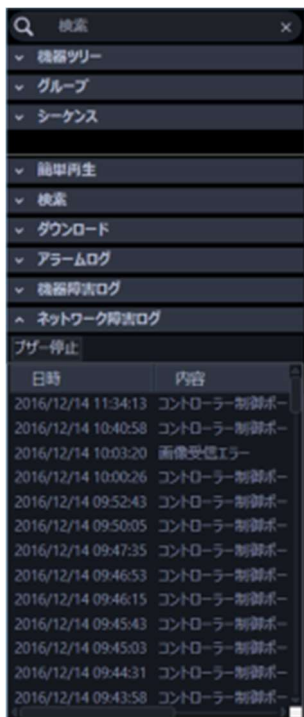 検索
機器ツリー
グループ
シーケンス
簡単再生
検索
ダウンロード
アラームログ
機器障害ログ
ネットワーク障害ログ
ブザー停止
日時 内容
2016/12/14 11:34:13 コントローラー制御ポー
2016/12/14 10:40:58 コントローラー制御ポー
2016/12/14 10:03:20 画像受信エラー
2016/12/14 10:00:26 コントローラー制御ポー
2016/12/14 09:52:43 コントローラー制御ポー
2016/12/14 09:50:05 コントローラー制御ポー
2016/12/14 09:47:35 コントローラー制御ポー
2016/12/14 09:46:53 コントローラー制御ポー
2016/12/14 09:46:15 コントローラー制御ポー
2016/12/14 09:45:43 コントローラー制御ポー
2016/12/14 09:45:03 コントローラー制御ポー
2016/12/14 09:44:31 コントローラー制御ポー
2016/12/14 09:43:58 コントローラー制御ポー